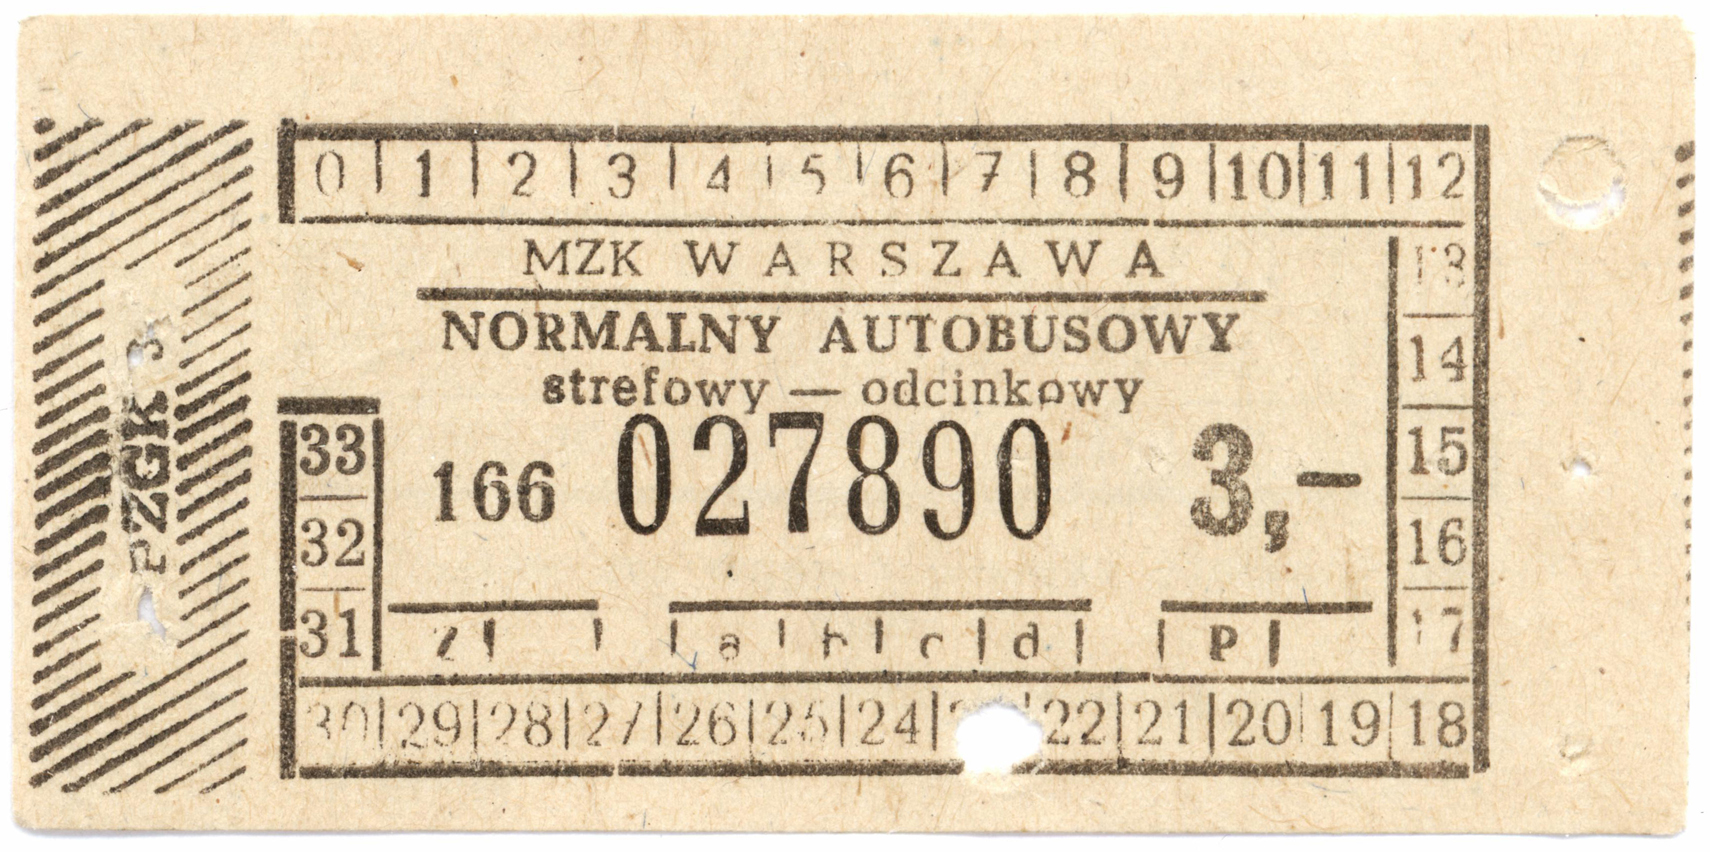 0 1 2 3 4 5 6 7 8 9 10 11 12
MZK WARSZAWA
NORMALNY AUTOBUSOWY
strefowy — odcinkowy
166 027890 3,-
13
14
15
16
17
33
32
31
z a b c d P
30 29 28 27 26 25 24 22 21 20 19 18
PZGK 3